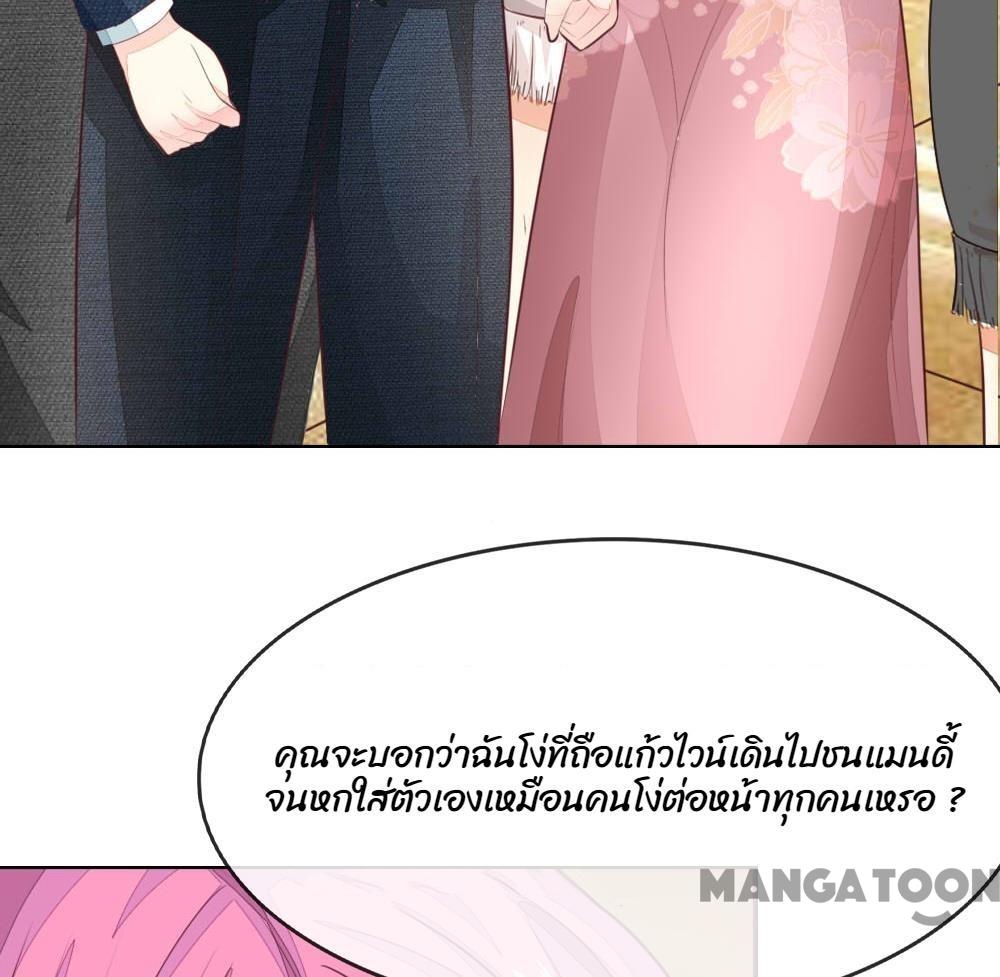 คุณจะบอกว่าฉันโง่ที่ถือแก้วไวน์เดินไปชนแมนดี้
จนหกใส่ตัวเองเหมือนคนโง่ต่อหน้าทุกคนเหรอ ?
MANGATOON